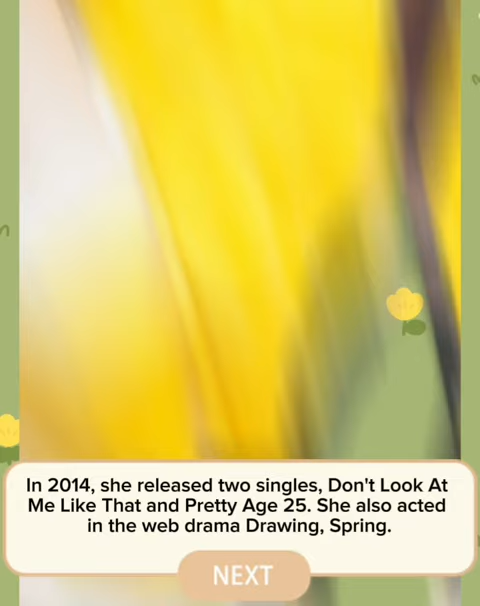 In 2014, she released two singles, Don't Look At
Me Like That and Pretty Age 25. She also acted
in the web drama Drawing, Spring.
NEXT